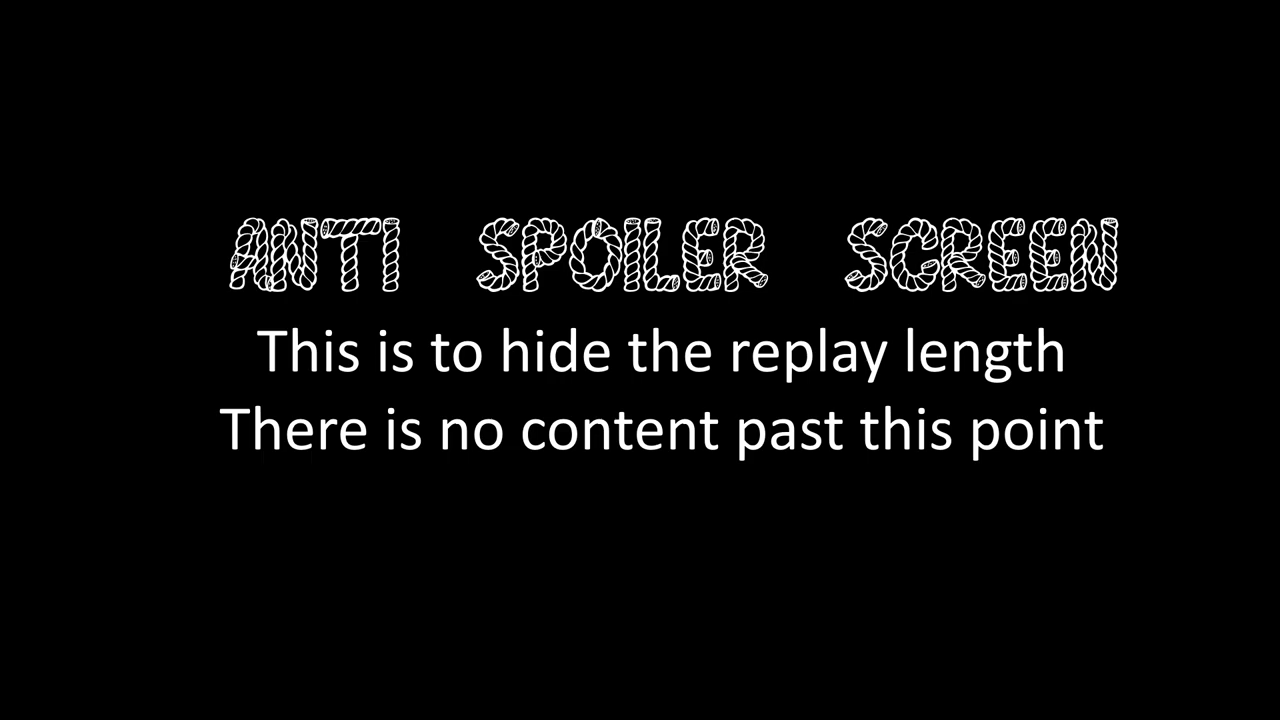 ANTI SPOILER SCREEN
This is to hide the replay length
There is no content past this point